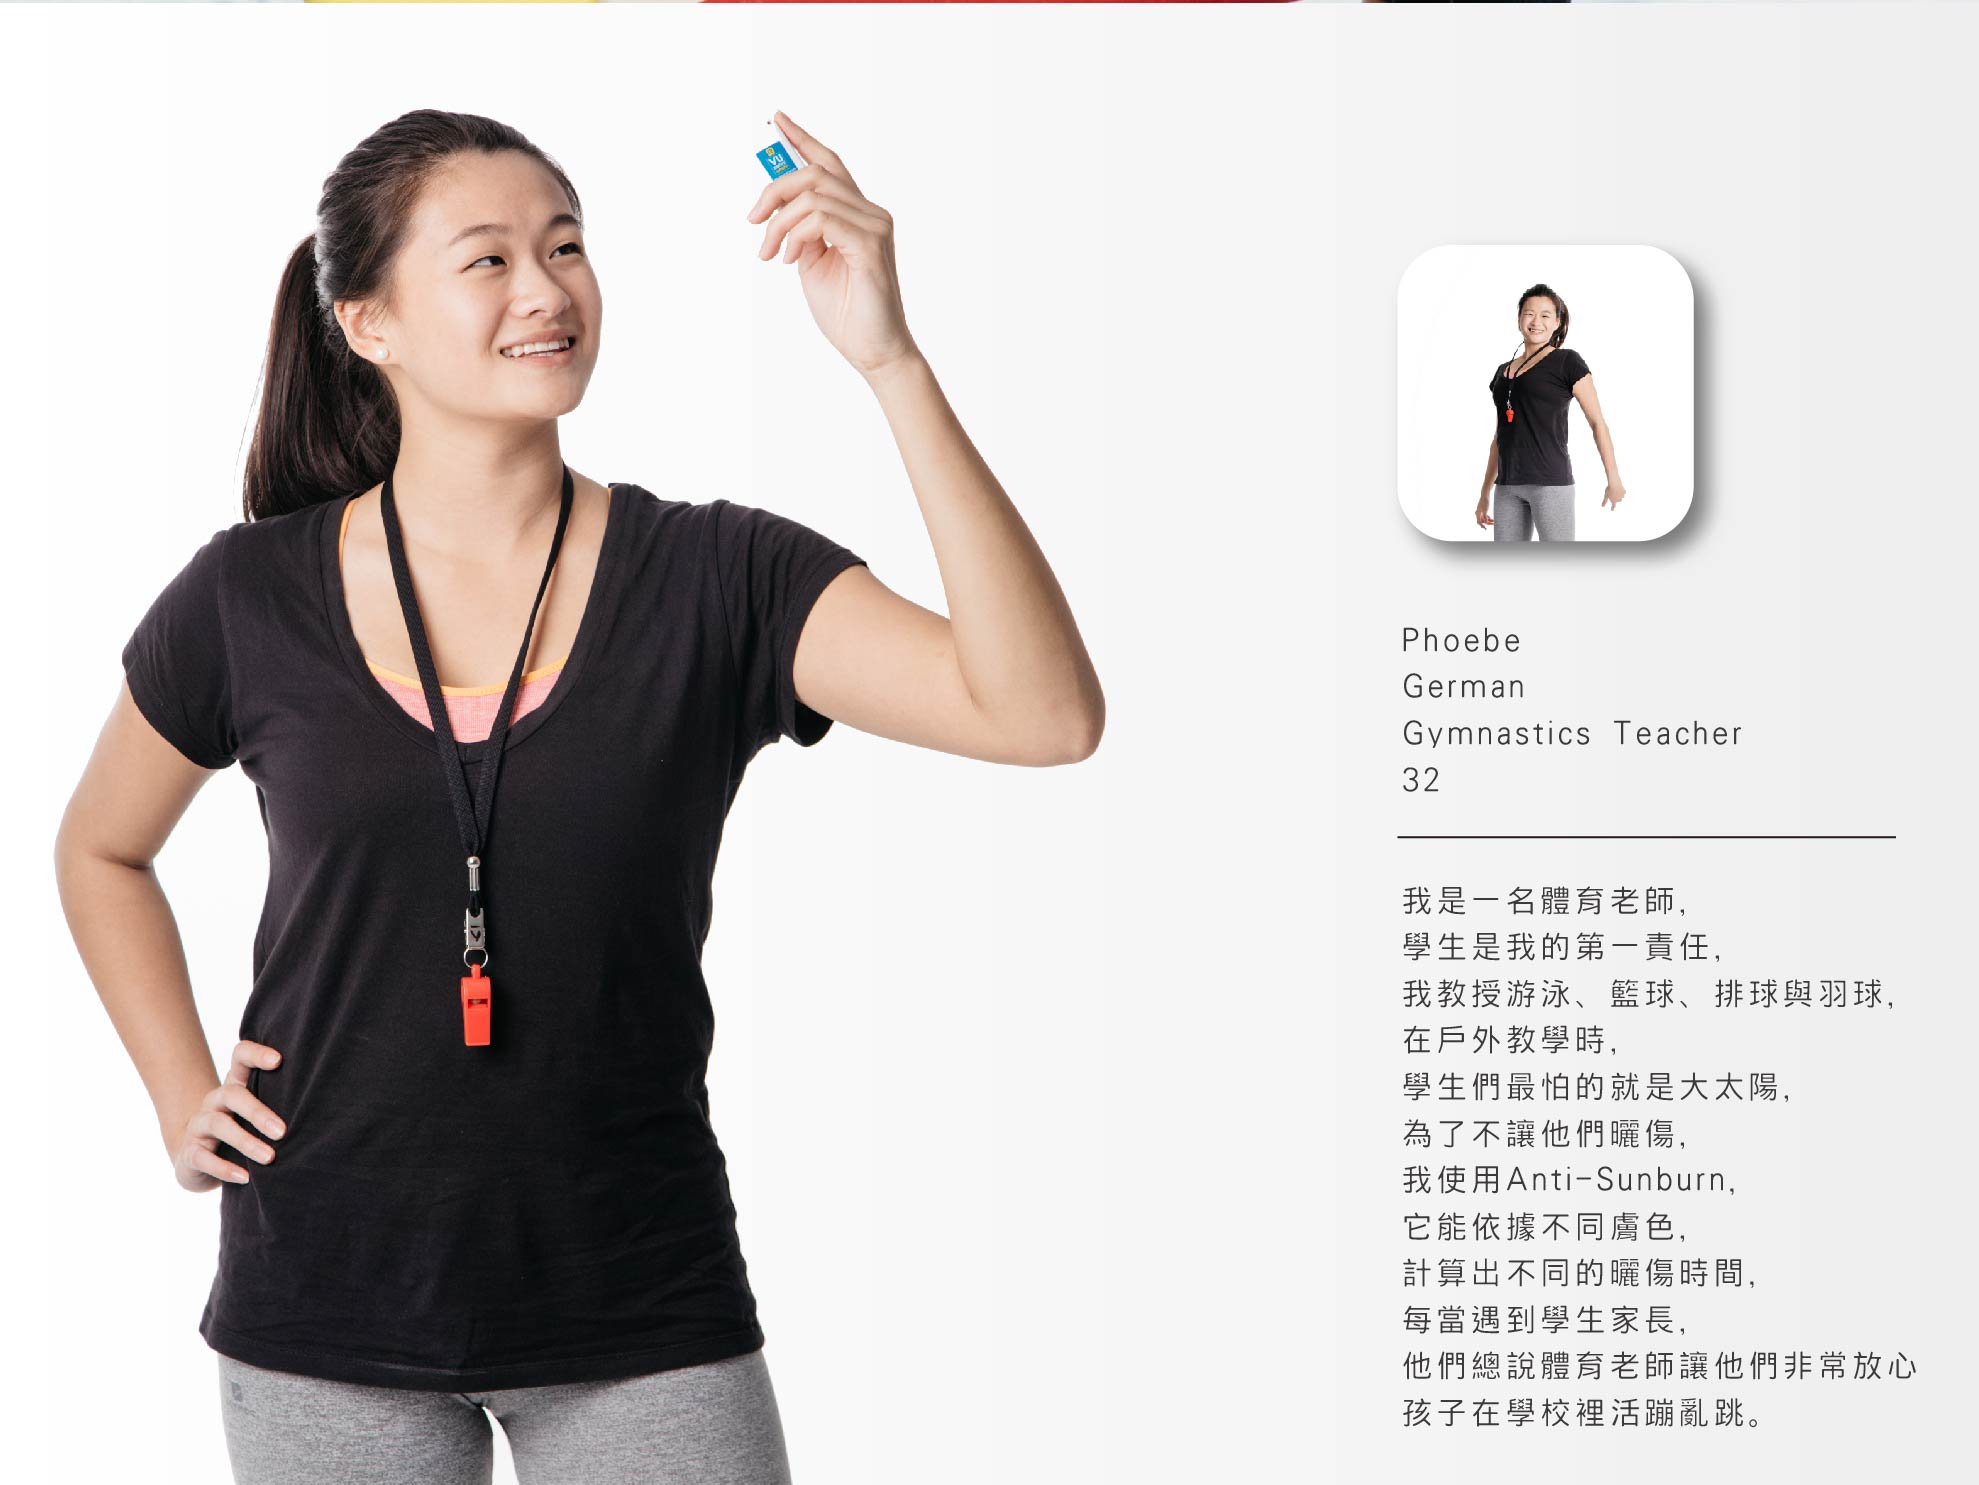 VU
Phoebe
German
Gymnastics Teacher
32
我是一名體育老師,
學生是我的第一責任,
我教授游泳、籃球、排球與羽球,
在戶外教學時,
學生們最怕的就是大太陽,
為了不讓他們曬傷,
我使用Anti-Sunburn,
它能依據不同膚色,
計算出不同的曬傷時間,
每當遇到學生家長,
他們總說體育老師讓他們非常放心
孩子在學校裡活蹦亂跳。